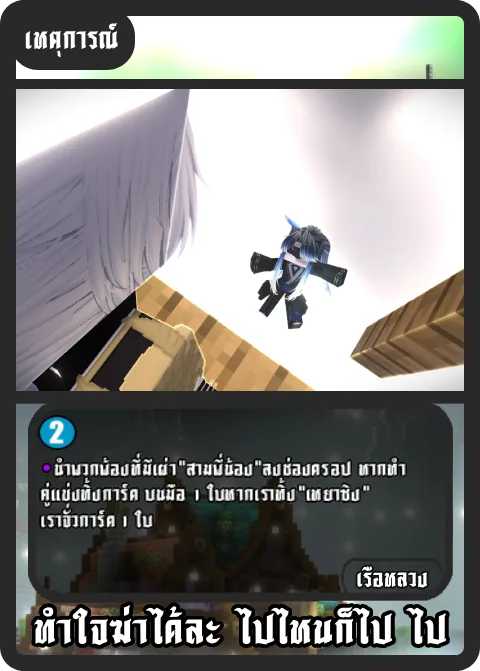 เหตุการณ์
2
•นำพวกพ้องที่มีเผ่า"สามพี่น้อง"ลงช่องดรอป หากทำ
คู่แข่งทิ้งการ์ด บนมือ 1 ใบหากเราทิ้ง"เหยาชิง"
เราจั่วการ์ด 1 ใบ
เรือหลวง
ทำใจฆ่าได้ละ ไปไหนก็ไป ไป